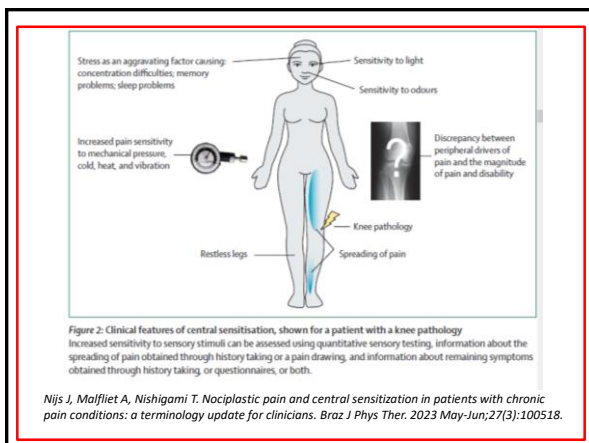 Stress as an aggravating factor causing:
concentration difficulties; memory
problems; sleep problems
Sensitivity to light
Sensitivity to odours
Increased pain sensitivity
to mechanical pressure,
cold, heat, and vibration
?
Discrepancy between
peripheral drivers of
pain and the magnitude
of pain and disability
Knee pathology
Restless legs
Spreading of pain
Figure 2: Clinical features of central sensitisation, shown for a patient with a knee pathology
Increased sensitivity to sensory stimuli can be assessed using quantitative sensory testing, information about the
spreading of pain obtained through history taking or a pain drawing, and information about remaining symptoms
obtained through history taking, or questionnaires, or both.
Nijs J, Malfliet A, Nishigami T. Nociplastic pain and central sensitization in patients with chronic
pain conditions: a terminology update for clinicians. Braz J Phys Ther. 2023 May-Jun;27(3):100518.